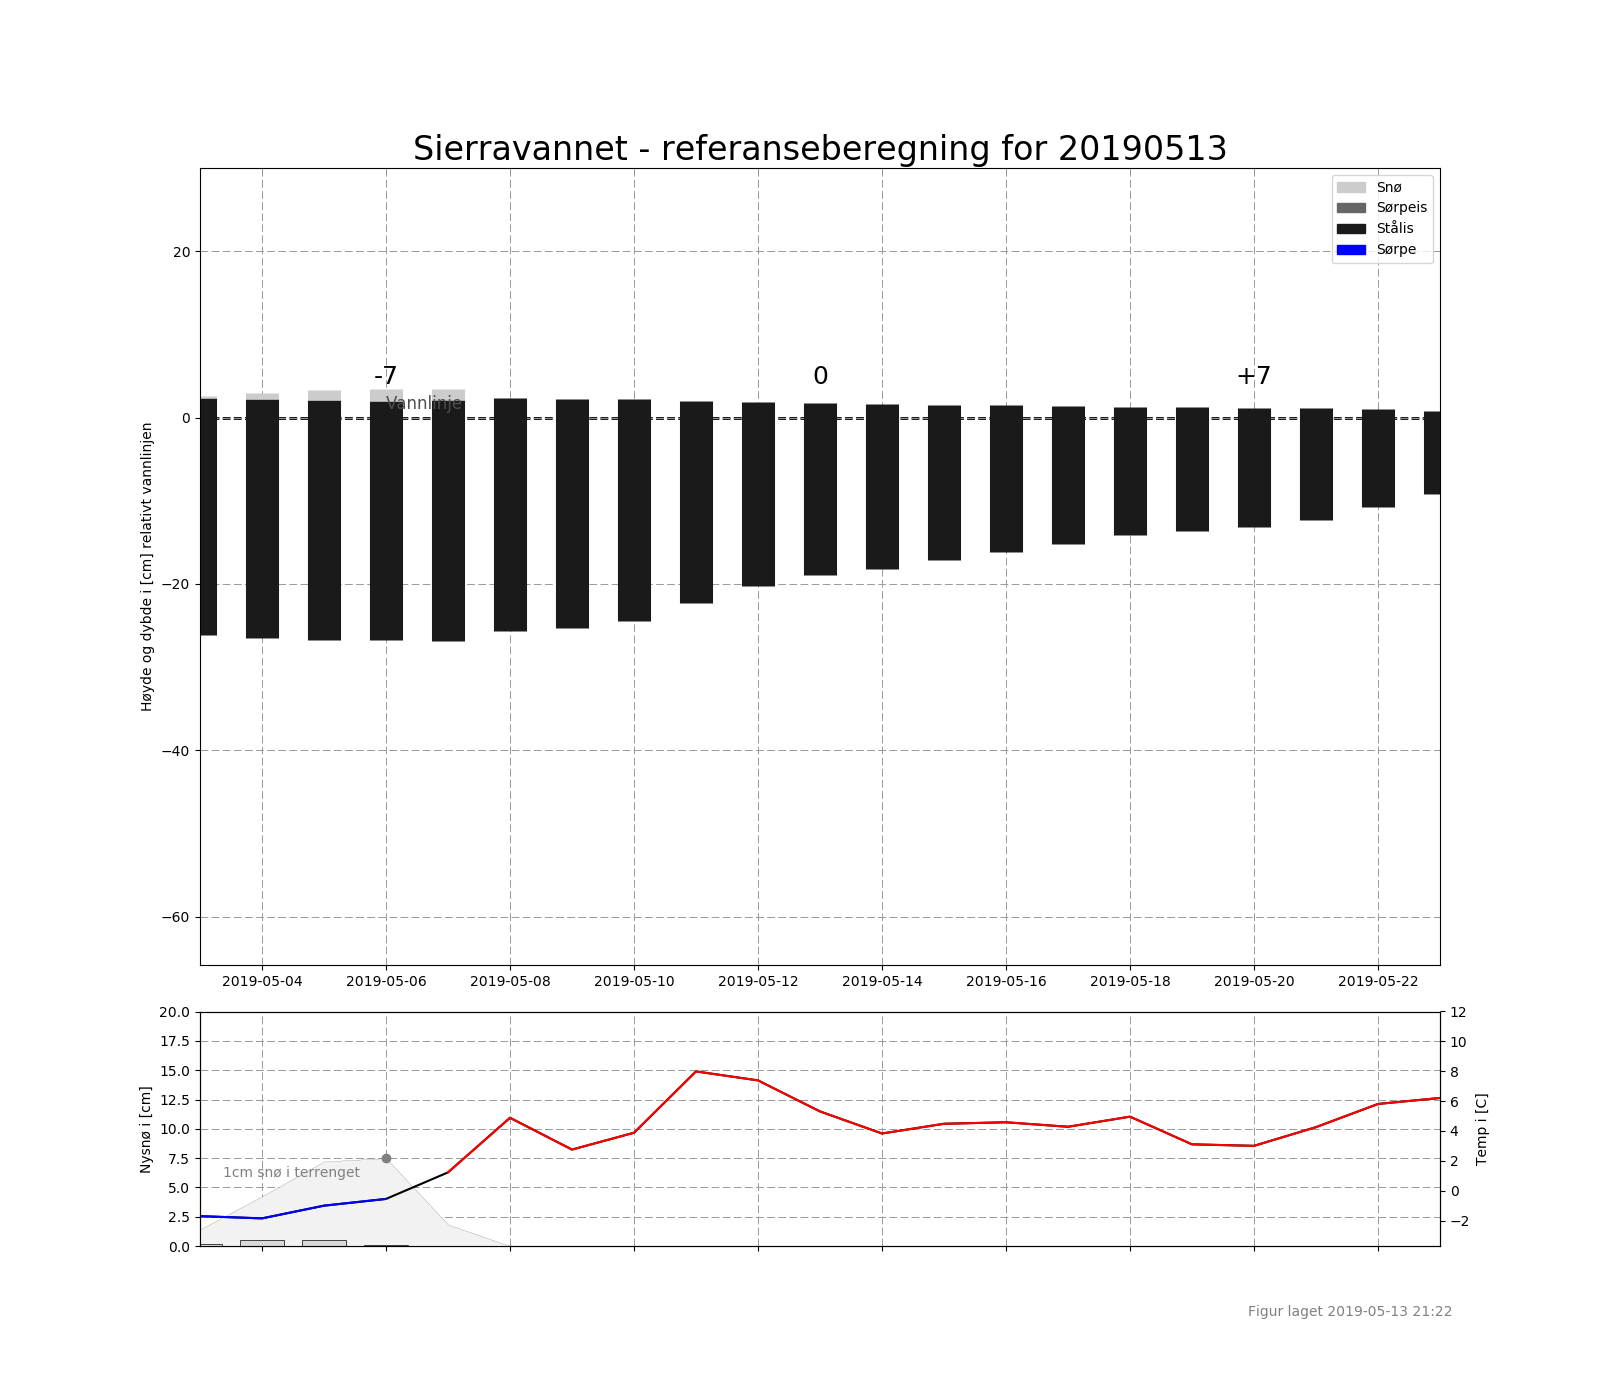 Sierravannet - referanseberegning for 20190513
Snø
Sørpeis
Stålis
Sørpe
20
0
−20
−40
−60
Høyde og dybde i [cm] relativt vannlinjen
-7
0
+7
Vannlinje
2019-05-04 2019-05-06 2019-05-08 2019-05-10 2019-05-12 2019-05-14 2019-05-16 2019-05-18 2019-05-20 2019-05-22
20.0
17.5
15.0
12.5
10.0
7.5
5.0
2.5
0.0
Nysnø i [cm]
1cm snø i terrenget
12
10
8
6
4
2
0
−2
Temp i [C]
Figur laget 2019-05-13 21:22